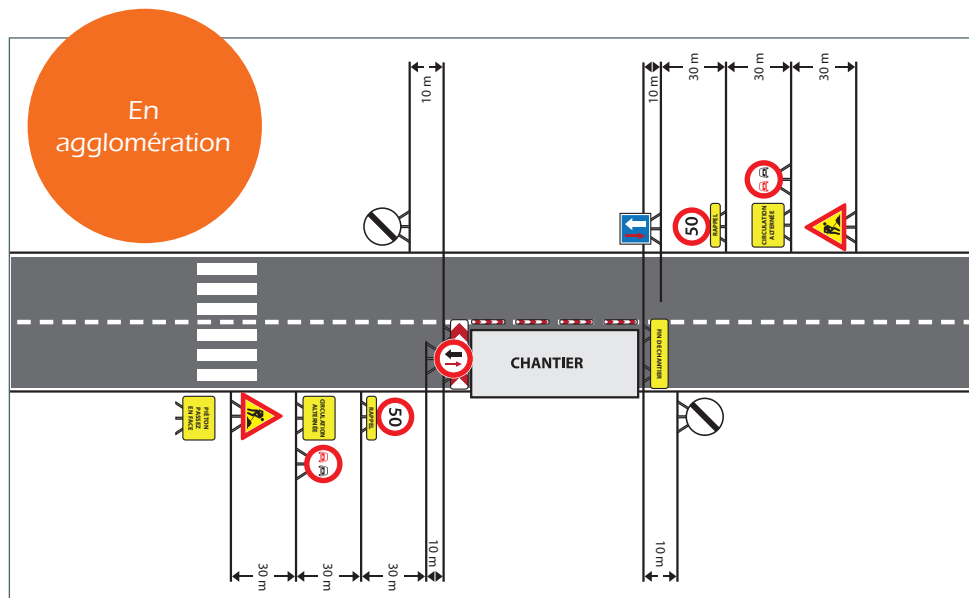 En
agglomération
10 m
10 m
30 m
30 m
30 m
50
RAPPEL
CIRCULATION
ALTERNÉE
CHANTIER
FIN DE CHANTIER
PIÉTON
PASSEZ
EN FACE
CIRCULATION
ALTERNÉE
RAPPEL
50
30 m
30 m
30 m
10 m
10 m